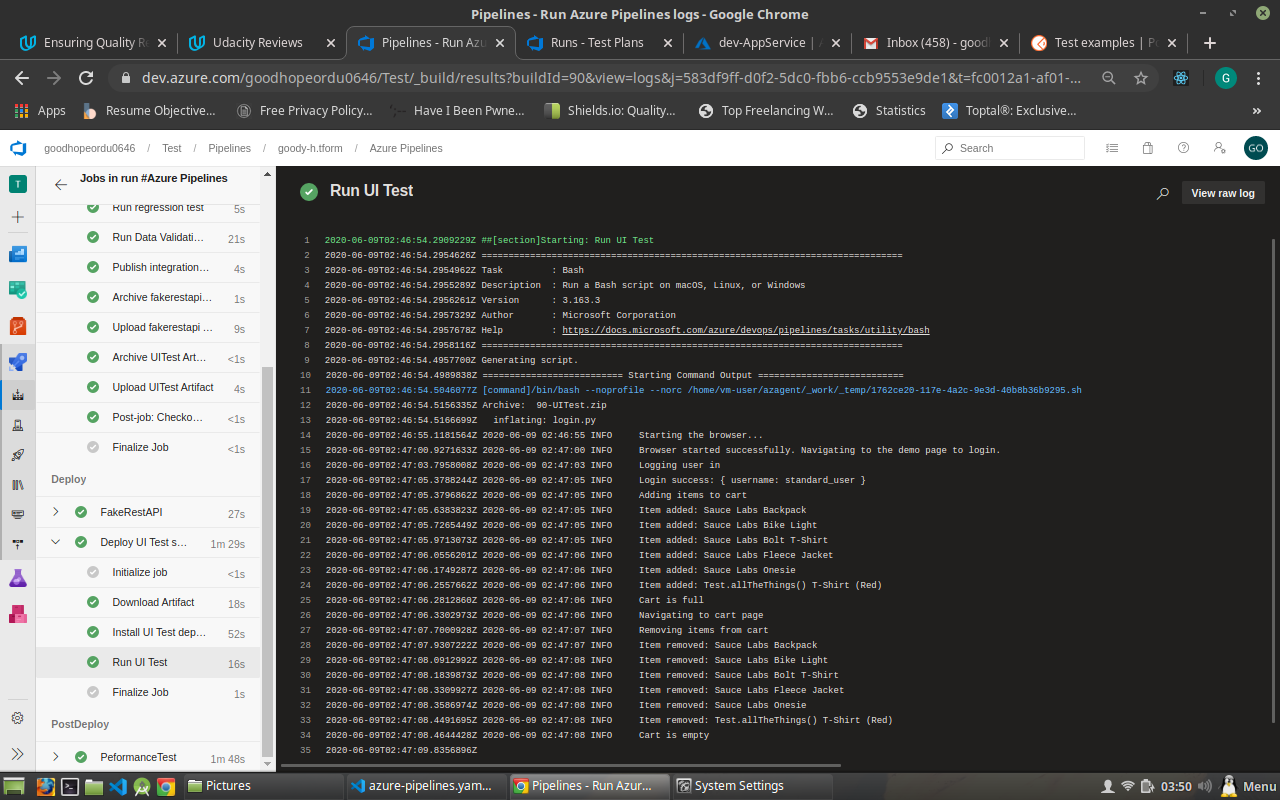 Pipelines - Run Azure Pipelines logs - Google Chrome
Ensuring Quality Re
Udacity Reviews
Pipelines - Run Azu
Runs - Test Plans
dev-AppService | A
Inbox (458) - goodh
Test examples | Po
dev.azure.com/goodhopeordu0646/Test/_build/results?buildId=90&view=logs&j=583df9ff-d0f2-5dc0-fbb6-ccb9553e9de1&t=fc0012a1-af01-...
G
Apps
Resume Objective...
Free Privacy Policy...
Have I Been Pwne...
Shields.io: Quality...
Top Freelancing W...
Statistics
Toptal®: Exclusive...
»
goodhopeordu0646 / Test / Pipelines / goody-h.tform / Azure Pipelines
Search
GO
T
Jobs in run #Azure Pipelines
Run regression test 5s
Run Data Validati... 21s
Publish integration... 4s
Archive fakerestapi... 1s
Upload fakerestapi ... 9s
Archive UITest Art... <1s
Upload UITest Artifact 4s
Post-job: Checko... <1s
Finalize Job <1s
Deploy
FakeRestAPI 27s
Deploy UI Test s... 1m 29s
Initialize job <1s
Download Artifact 18s
Install UI Test dep... 52s
Run UI Test 16s
Finalize Job 1s
PostDeploy
PeformanceTest 1m 48s
Run UI Test
View raw log
1 2020-06-09T02:46:54.2909229Z ##[section]Starting: Run UI Test
2 2020-06-09T02:46:54.2954626Z ==============================================================================
3 2020-06-09T02:46:54.2954962Z Task         : Bash
4 2020-06-09T02:46:54.2955289Z Description  : Run a Bash script on macOS, Linux, or Windows
5 2020-06-09T02:46:54.2956261Z Version      : 3.163.3
6 2020-06-09T02:46:54.2957329Z Author       : Microsoft Corporation
7 2020-06-09T02:46:54.2957678Z Help         : https://docs.microsoft.com/azure/devops/pipelines/tasks/utility/bash
8 2020-06-09T02:46:54.2958116Z ==============================================================================
9 2020-06-09T02:46:54.4957700Z Generating script.
10 2020-06-09T02:46:54.4989838Z ========================== Starting Command Output ===========================
11 2020-06-09T02:46:54.5046077Z [command]/bin/bash --noprofile --norc /home/vm-user/azagent/_work/_temp/1762ce20-117e-4a2c-9e3d-40b8b36b9295.sh
12 2020-06-09T02:46:54.5156335Z Archive:  90-UITest.zip
13 2020-06-09T02:46:54.5166699Z   inflating: login.py
14 2020-06-09T02:46:55.1181564Z 2020-06-09 02:46:55 INFO     Starting the browser...
15 2020-06-09T02:47:00.9271633Z 2020-06-09 02:47:00 INFO     Browser started successfully. Navigating to the demo page to login.
16 2020-06-09T02:47:03.7958008Z 2020-06-09 02:47:03 INFO     Logging user in
17 2020-06-09T02:47:05.3788244Z 2020-06-09 02:47:05 INFO     Login success: { username: standard_user }
18 2020-06-09T02:47:05.3796862Z 2020-06-09 02:47:05 INFO     Adding items to cart
19 2020-06-09T02:47:05.6383823Z 2020-06-09 02:47:05 INFO     Item added: Sauce Labs Backpack
20 2020-06-09T02:47:05.7265449Z 2020-06-09 02:47:05 INFO     Item added: Sauce Labs Bike Light
21 2020-06-09T02:47:05.9713073Z 2020-06-09 02:47:05 INFO     Item added: Sauce Labs Bolt T-Shirt
22 2020-06-09T02:47:06.0556201Z 2020-06-09 02:47:06 INFO     Item added: Sauce Labs Fleece Jacket
23 2020-06-09T02:47:06.1749287Z 2020-06-09 02:47:06 INFO     Item added: Sauce Labs Onesie
24 2020-06-09T02:47:06.2557662Z 2020-06-09 02:47:06 INFO     Item added: Test.allTheThings() T-Shirt (Red)
25 2020-06-09T02:47:06.2812860Z 2020-06-09 02:47:06 INFO     Cart is full
26 2020-06-09T02:47:06.3302973Z 2020-06-09 02:47:06 INFO     Navigating to cart page
27 2020-06-09T02:47:07.7000928Z 2020-06-09 02:47:07 INFO     Removing items from cart
28 2020-06-09T02:47:07.9307222Z 2020-06-09 02:47:07 INFO     Item removed: Sauce Labs Backpack
29 2020-06-09T02:47:08.0912992Z 2020-06-09 02:47:08 INFO     Item removed: Sauce Labs Bike Light
30 2020-06-09T02:47:08.1839873Z 2020-06-09 02:47:08 INFO     Item removed: Sauce Labs Bolt T-Shirt
31 2020-06-09T02:47:08.3309927Z 2020-06-09 02:47:08 INFO     Item removed: Sauce Labs Fleece Jacket
32 2020-06-09T02:47:08.3586974Z 2020-06-09 02:47:08 INFO     Item removed: Sauce Labs Onesie
33 2020-06-09T02:47:08.4491695Z 2020-06-09 02:47:08 INFO     Item removed: Test.allTheThings() T-Shirt (Red)
34 2020-06-09T02:47:08.4644428Z 2020-06-09 02:47:08 INFO     Cart is empty
35 2020-06-09T02:47:09.8356896Z
Pictures
azure-pipelines.yam...
Pipelines - Run Azur...
System Settings
03:50
Menu